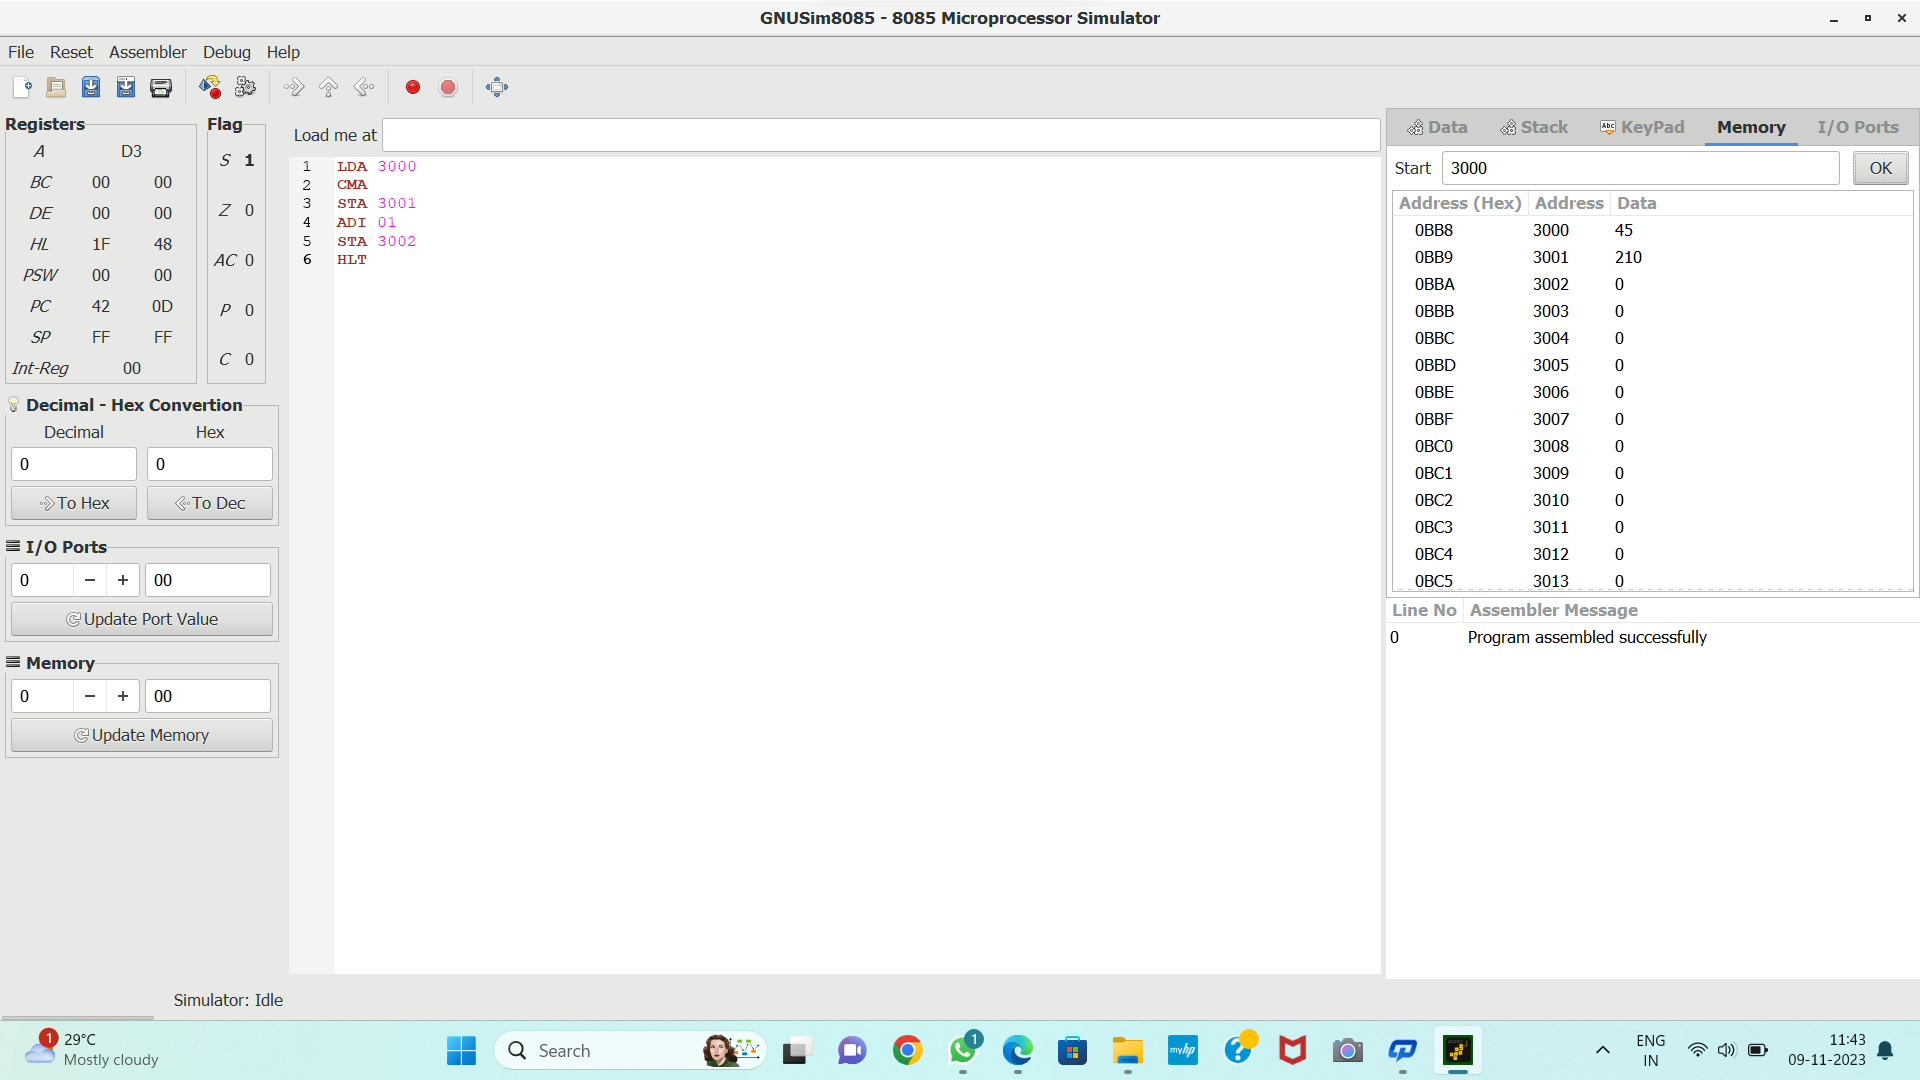 GNUSim8085 - 8085 Microprocessor Simulator
File Reset Assembler Debug Help
Registers
A D3
BC 00 00
DE 00 00
HL 1F 48
PSW 00 00
PC 42 0D
SP FF FF
Int-Reg 00
Flag
S 1
Z 0
AC 0
P 0
C 0
Decimal - Hex Convertion
Decimal Hex
0 0
To Hex To Dec
I/O Ports
0 - + 00
Update Port Value
Memory
0 - + 00
Update Memory
Load me at
1 LDA 3000
2 CMA
3 STA 3001
4 ADI 01
5 STA 3002
6 HLT
Data Stack Abc KeyPad Memory I/O Ports
Start 3000 OK
Address (Hex) Address Data
0BB8 3000 45
0BB9 3001 210
0BBA 3002 0
0BBB 3003 0
0BBC 3004 0
0BBD 3005 0
0BBE 3006 0
0BBF 3007 0
0BC0 3008 0
0BC1 3009 0
0BC2 3010 0
0BC3 3011 0
0BC4 3012 0
0BC5 3013 0
Line No Assembler Message
0 Program assembled successfully
Simulator: Idle
1 29°C
Mostly cloudy
Search
1
myhp
?
ENG
IN
11:43
09-11-2023